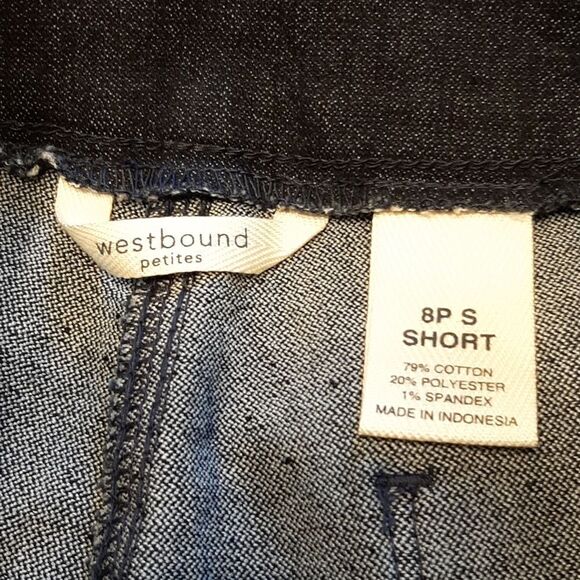 westbound
petites
8P S
SHORT
79% COTTON
20% POLYESTER
1% SPANDEX
MADE IN INDONESIA